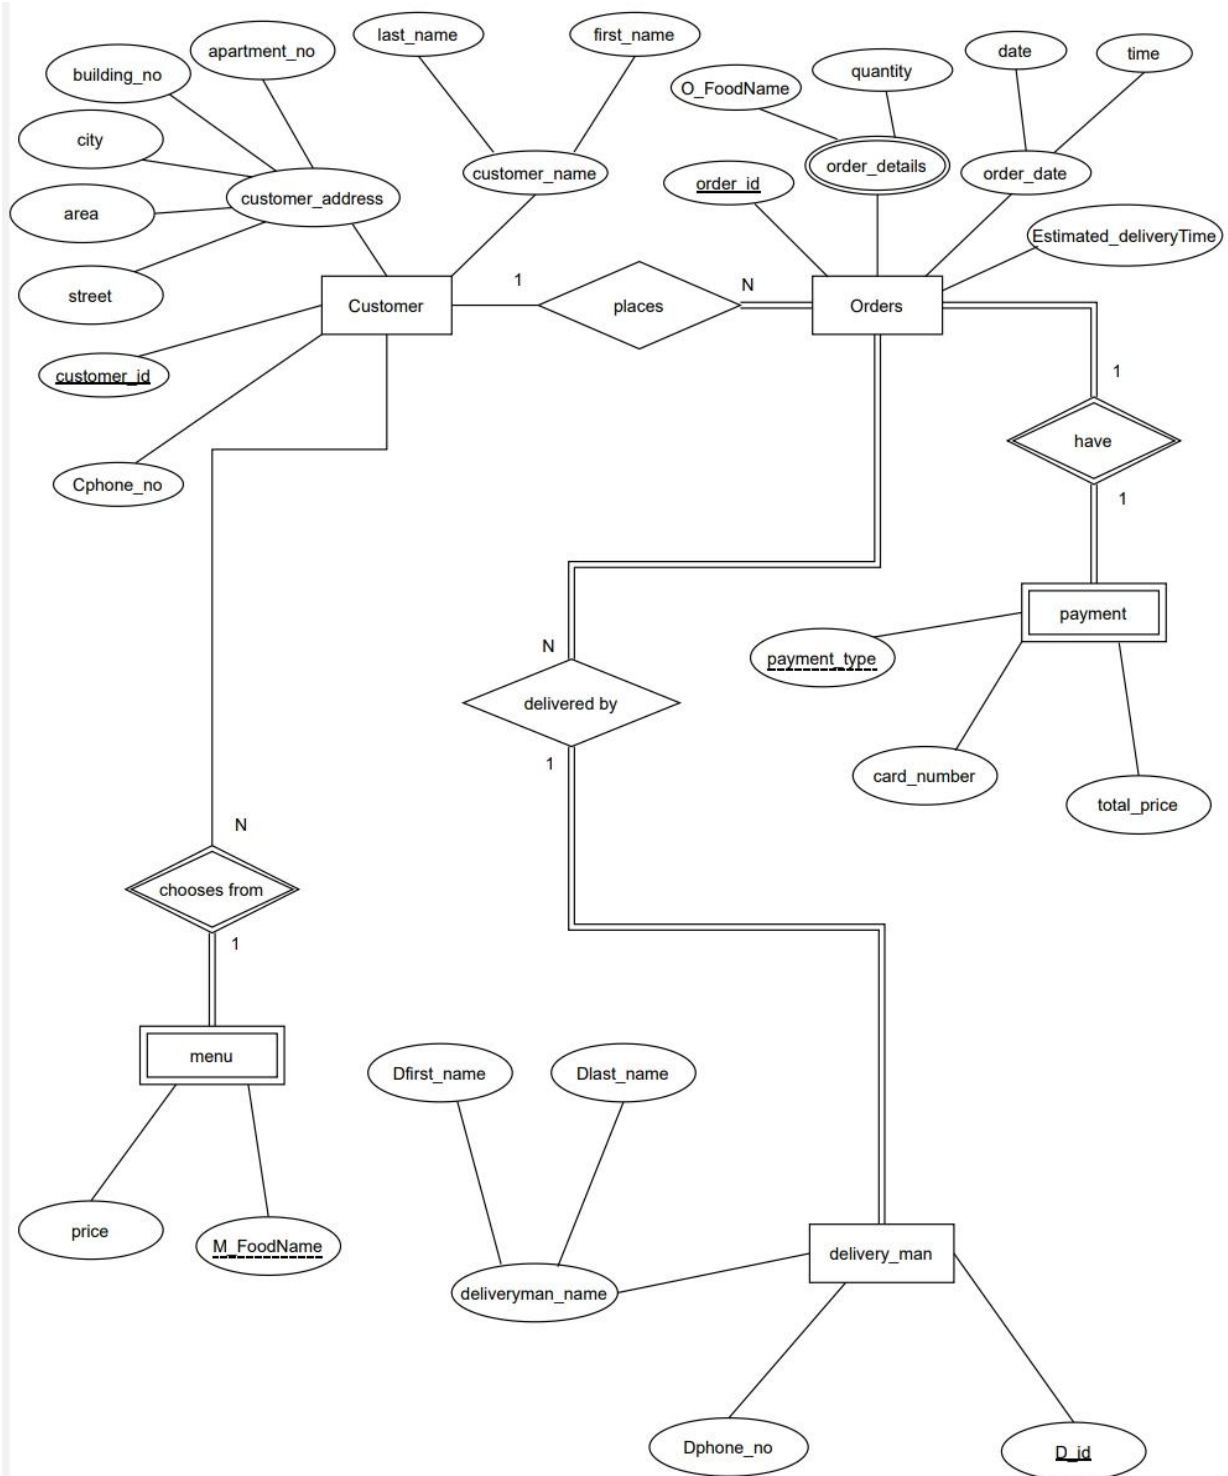 last_name
first_name
apartment_no
building_no
date
time
quantity
O_FoodName
city
customer_name
order_details
order_date
order_id
customer_address
area
Estimated_deliveryTime
street
Customer
1
places
N
Orders
customer_id
1
have
Cphone_no
1
payment
N
payment_type
delivered by
1
card_number
total_price
N
chooses from
1
menu
Dfirst_name
Dlast_name
price
M_FoodName
delivery_man
deliveryman_name
Dphone_no
D_id